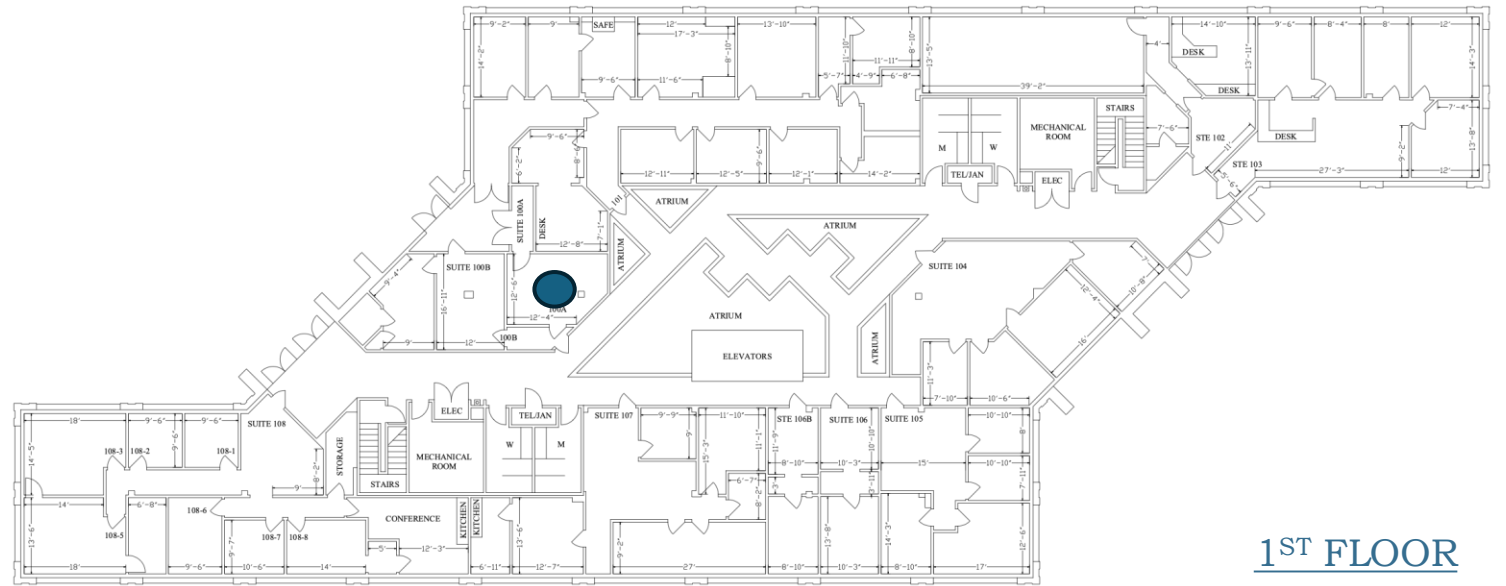 9'-2"
9'
SAFE
12'
17'-3"
13'-10"
14'-2"
8'-10"
9'-6"
11'-6"
11'-10"
8'-10"
11'-11"
5'-7"
4'-9"
6'-8"
13'-5"
39'-2"
4'
14'-10"
DESK
13'-11"
DESK
9'-6"
8'-4"
8'
12'
14'-3"
7'-4"
DESK
13'-8"
9'-2"
27'-3"
12'
STAIRS
MECHANICAL
ROOM
7'-6"
STE 102
11'
STE 103
5'-6"
M
W
TEL/JAN
ELEC
9'-6"
6'-2"
8'-6"
12'-11"
12'-5"
9'-6"
12'-1"
14'-2"
101
SUITE 100A
DESK
7'-1"
12'-8"
ATRIUM
ATRIUM
ATRIUM
ATRIUM
ELEVATORS
ATRIUM
SUITE 100B
9'-4"
16'-11"
12'-6"
100A
12'-4"
9'
12'
100B
SUITE 104
7'
10'-8"
12'-4"
16'
11'-3"
7'-10"
10'-6"
SUITE 108
18'
9'-6"
9'-6"
9'-6"
14'-5"
108-3
108-2
108-1
STORAGE
8'-2"
9'
ELEC
STAIRS
MECHANICAL
ROOM
TEL/JAN
W
M
SUITE 107
9'-9"
9'
11'-10"
15'-3"
11'-1"
6'-7"
8'-2"
STE 106B
11'-9"
8'-10"
3'
SUITE 106
10'-10"
10'-3"
3'-11"
SUITE 105
15'
10'-10"
8'
10'-10"
7'-11"
14'
6'-8"
108-6
108-5
13'-6"
18'
9'-6"
9'-7"
108-7
10'-6"
108-8
14'
CONFERENCE
5'
12'-3"
KITCHEN
KITCHEN
6'-11"
13'-6"
12'-7"
9'-2"
27'
8'-10"
13'-8"
10'-3"
14'-3"
8'-10"
17'
12'-6"
1ST FLOOR